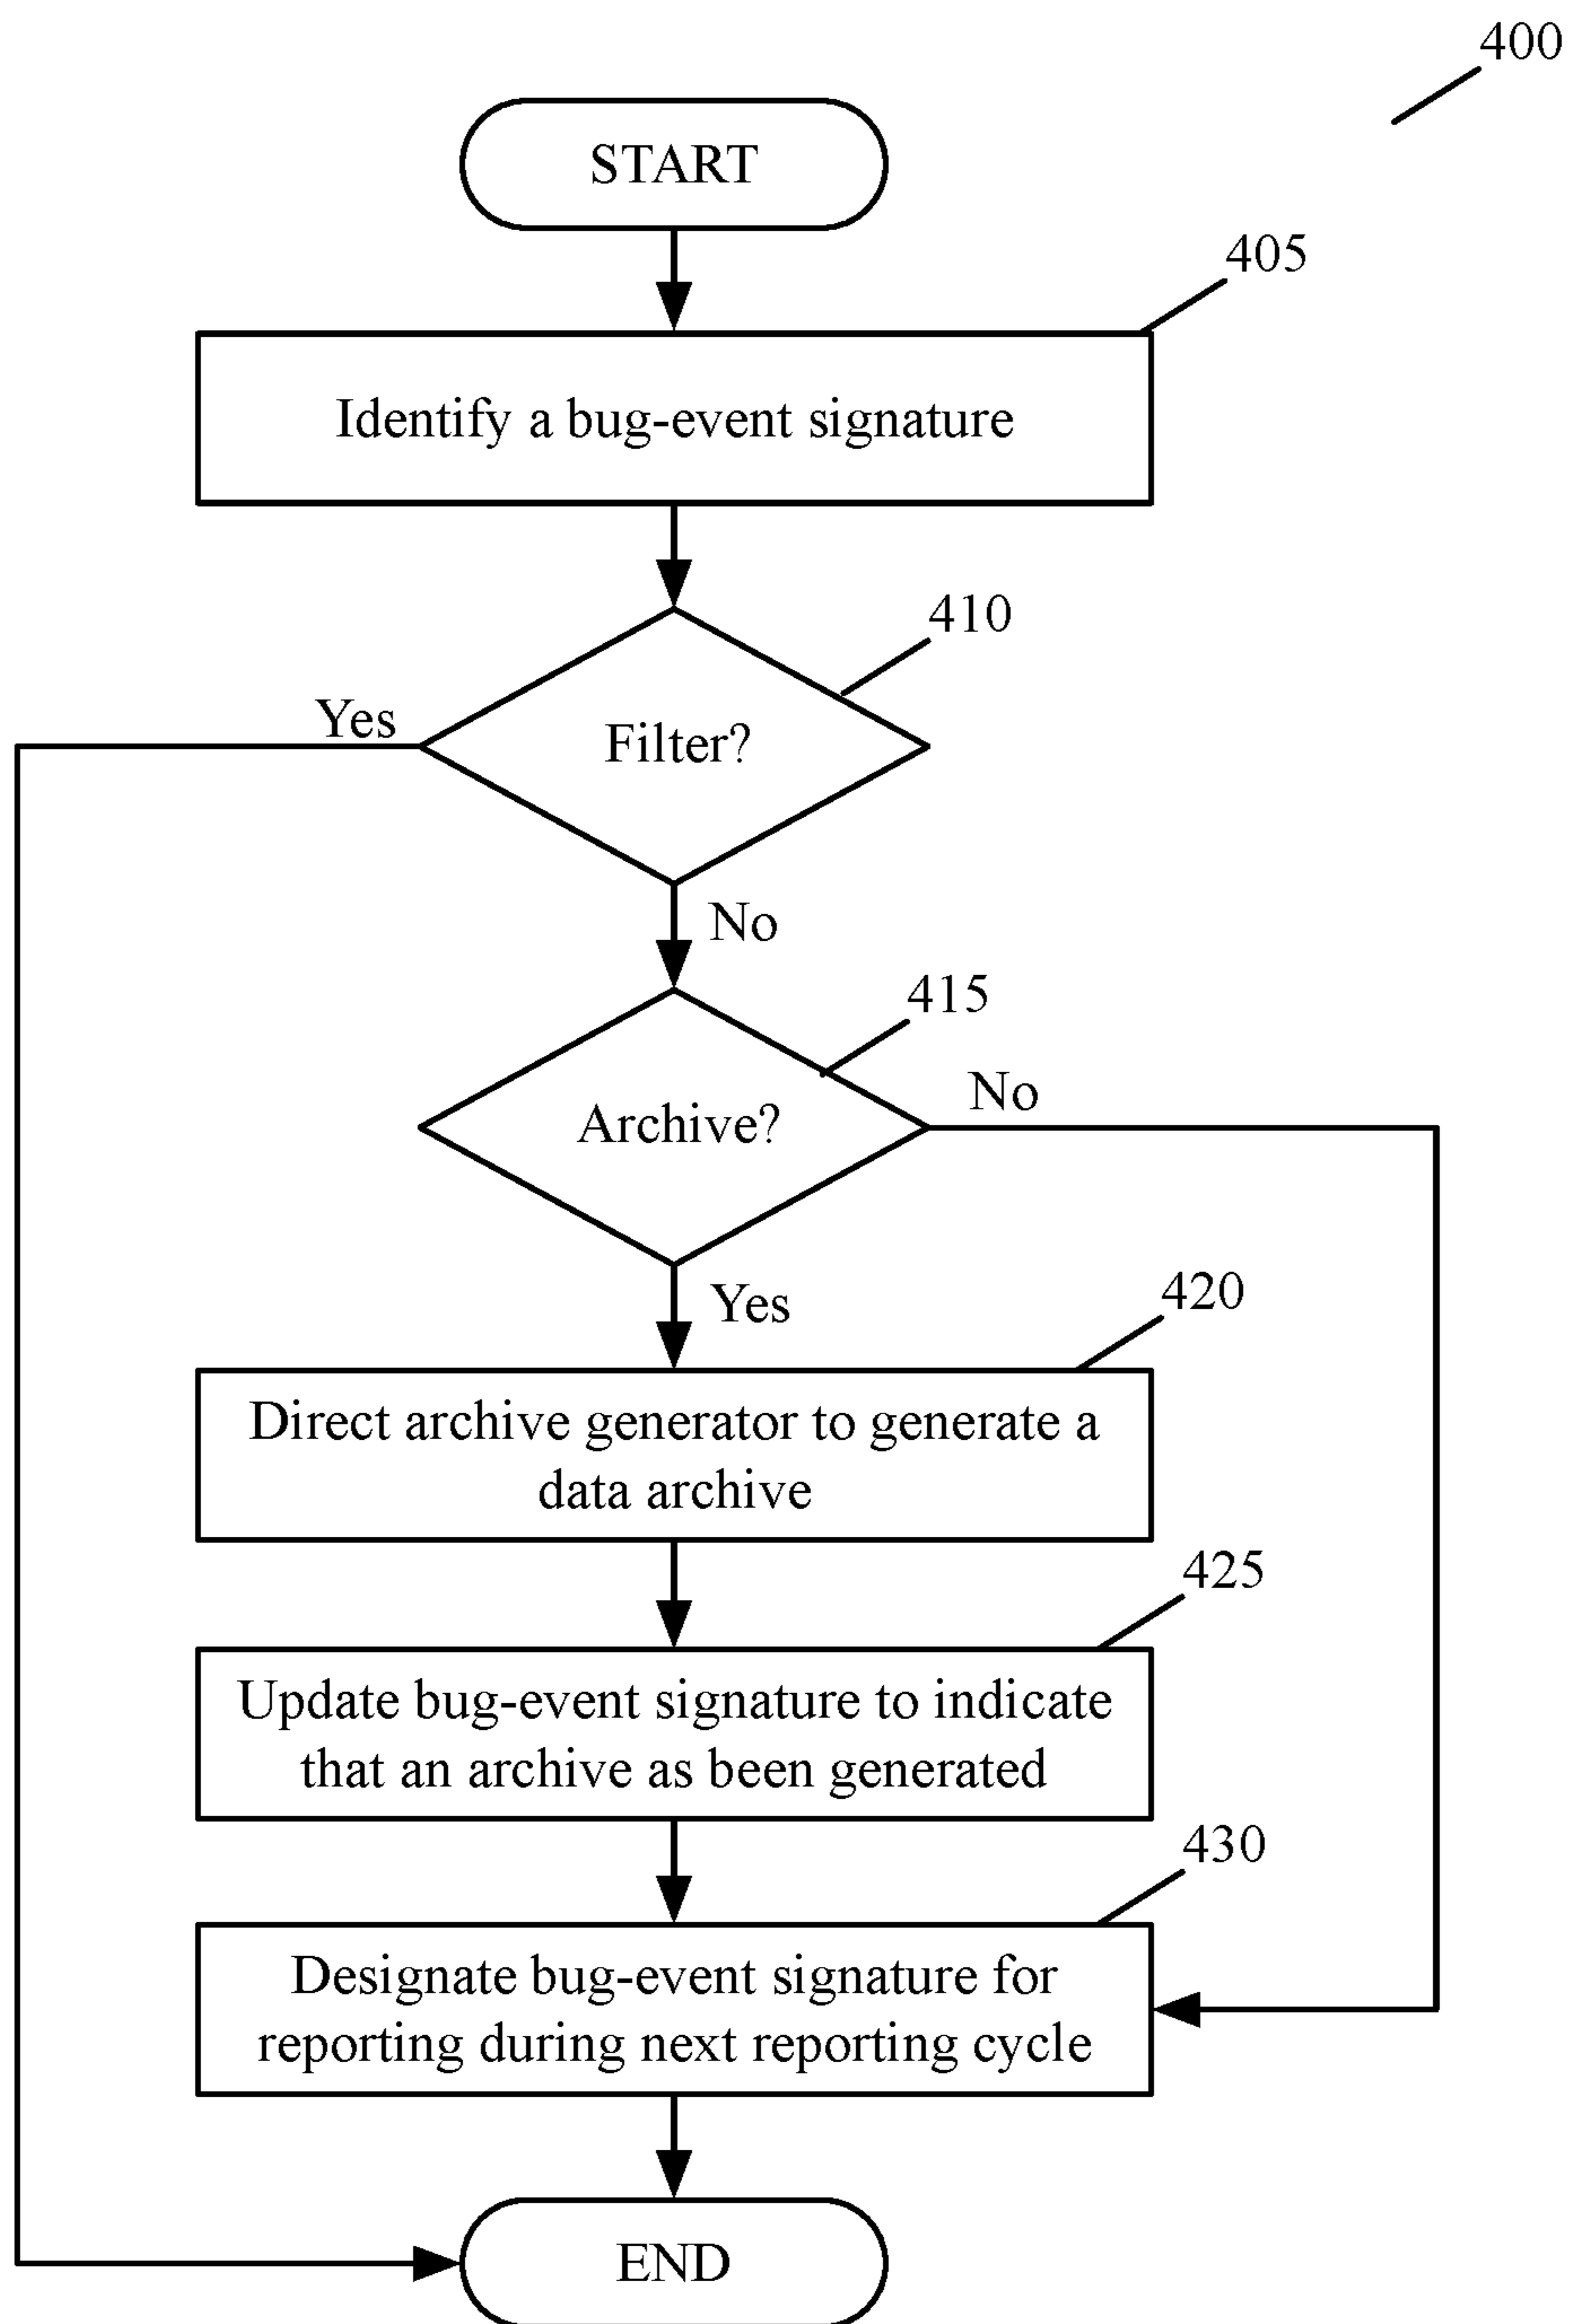 400
START
405
Identify a bug-event signature
410
Yes
Filter?
No
415
No
Archive?
Yes
420
Direct archive generator to generate a
data archive
425
Update bug-event signature to indicate
that an archive as been generated
430
Designate bug-event signature for
reporting during next reporting cycle
END